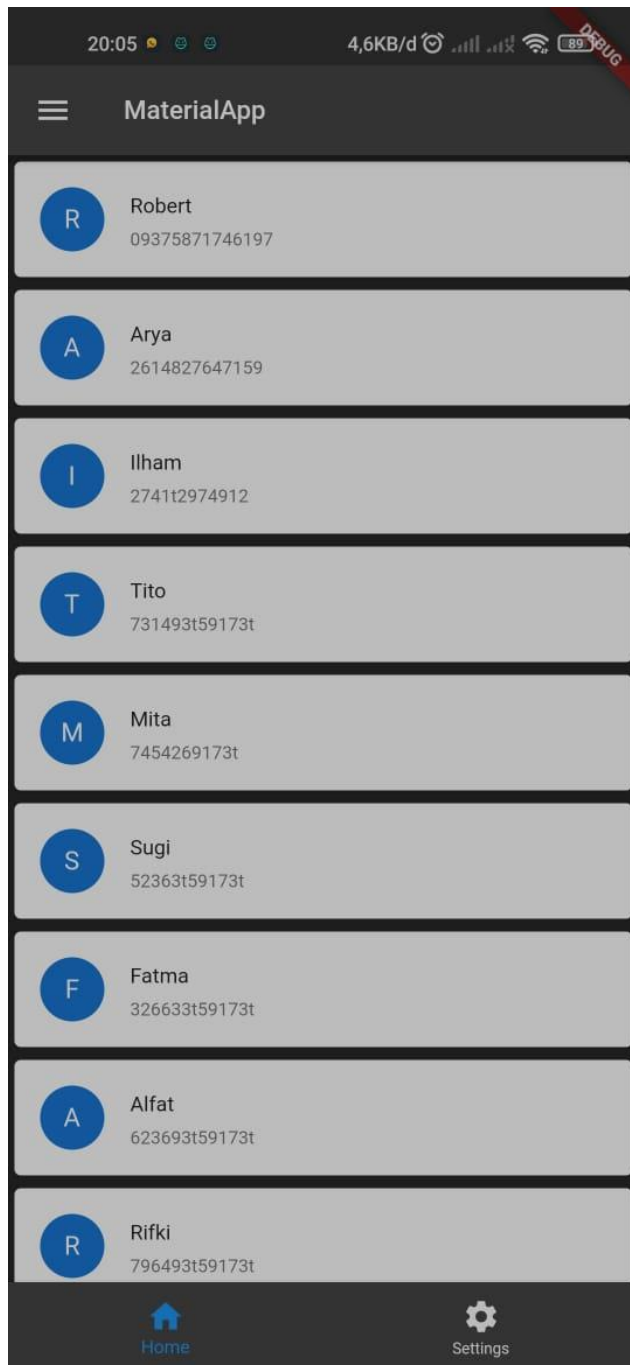 20:05 4,6KB/d 89
DEBUG
MaterialApp
R
Robert
09375871746197
A
Arya
2614827647159
I
Ilham
2741t2974912
T
Tito
731493t59173t
M
Mita
7454269173t
S
Sugi
52363t59173t
F
Fatma
326633t59173t
A
Alfat
623693t59173t
R
Rifki
796493t59173t
Home
Settings